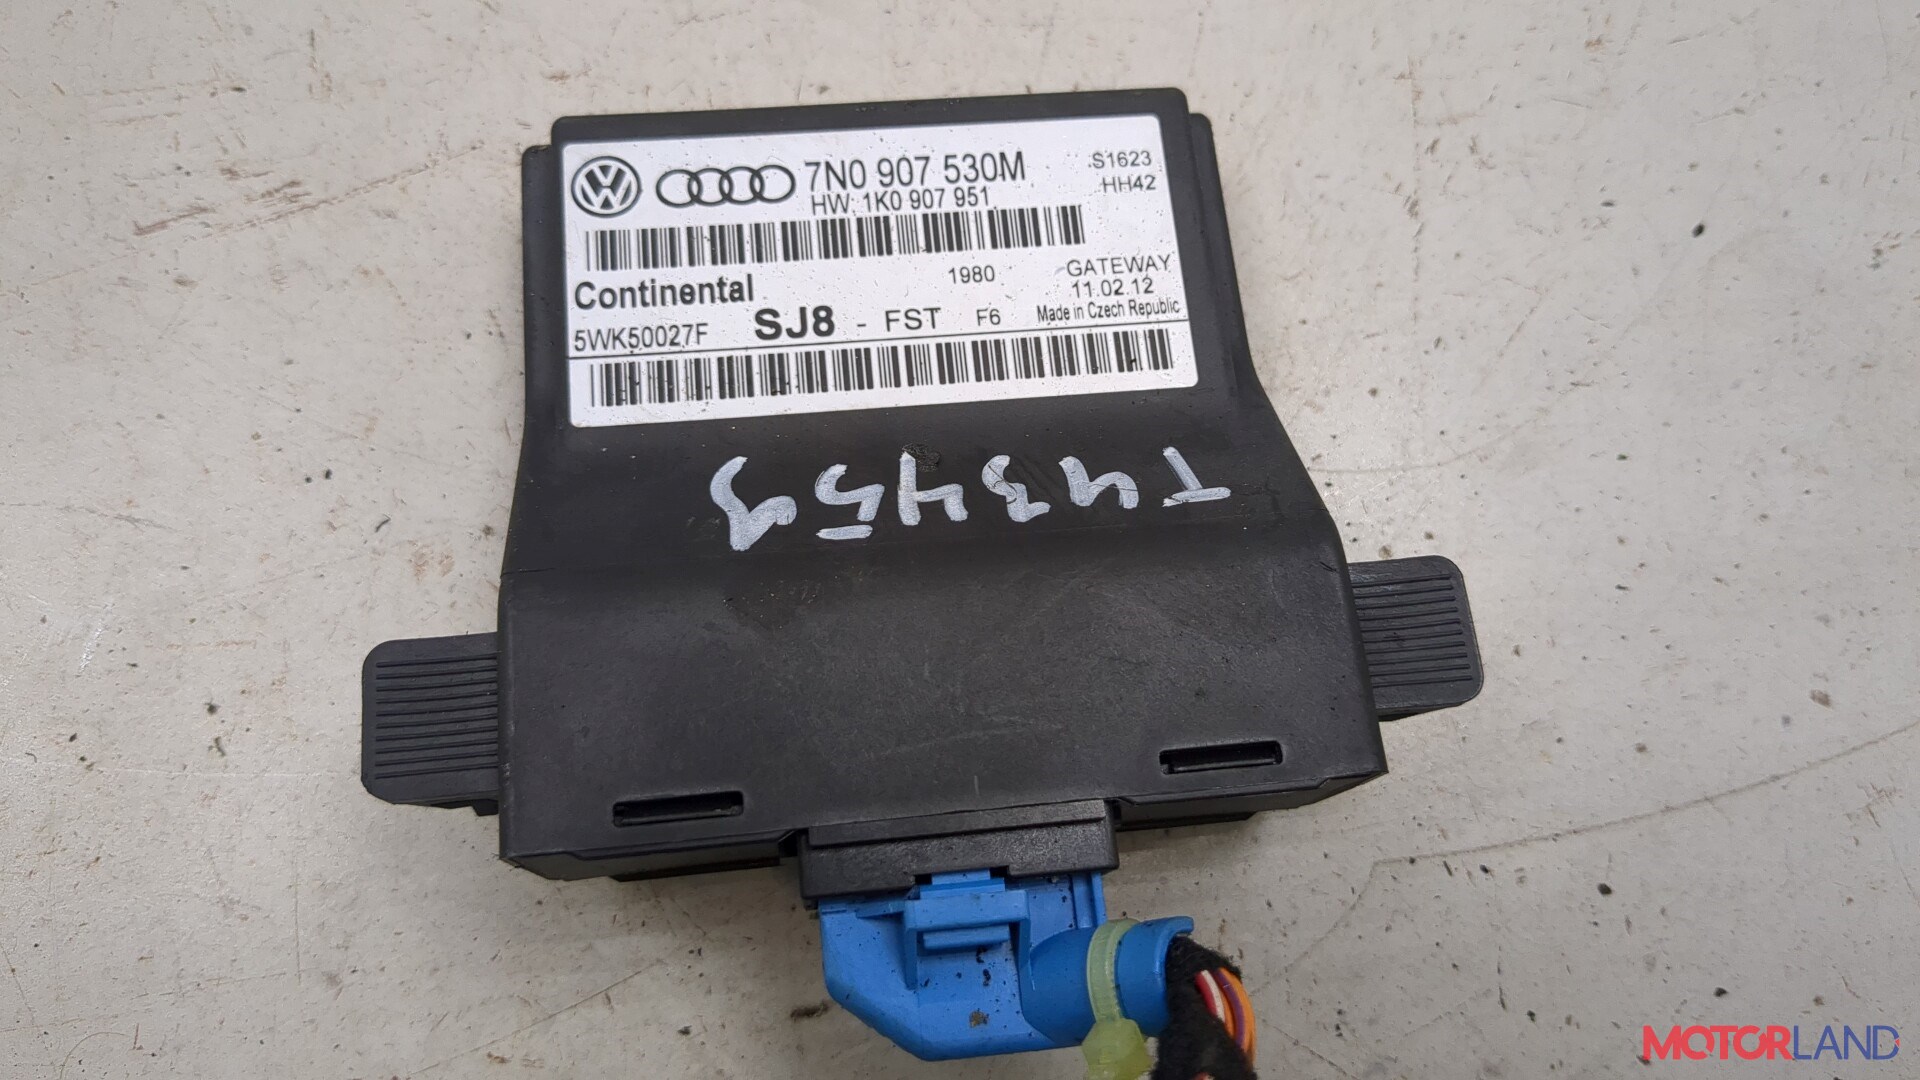 7N0 907 530M
S1623
HW: 1K0 907 951
HH42
Continental
1980
GATEWAY
11.02.12
5WK50027F
SJ8 - FST F6
Made in Czech Republic
T43459
MOTORLAND